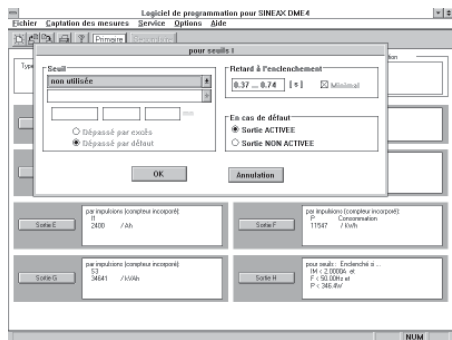 Logiciel de programmation pour SINEAX DME4
Fichier Captation des mesures Service Options Aide
Primaire
pour seuils I
Type
Seuil
non utilisée
Dépassé par excès
Dépassé par défaut
Retard à l'enclenchement
0.37 ... 0.74 [s] Minimal
En cas de défaut
Sortie ACTIVEE
Sortie NON ACTIVEE
OK
Annulation
Sortie E
par impulsions (compteur incorporé):
I1
2400 / Ah
Sortie F
par impulsions (compteur incorporé):
P Consommation
11547 / kWh
Sortie G
par impulsions (compteur incorporé):
S3
34641 / kVAh
Sortie H
pour seuils : Enclenché si ...
IM < 2.0000A et
F < 50.00Hz et
P < 346.4W
NUM